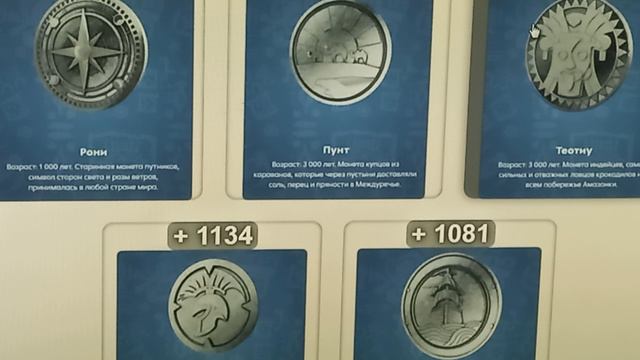 Рони
Возраст: 1 000 лет. Старинная монета путников,
символ сторон света и розы ветров,
принималась в любой стране мира.
Пунт
Возраст: 3 000 лет. Монета купцов из
караванов, которые через пустыни доставляли
соль, перец и пряности в Междуречье.
Теотиу
Возраст: 3 000 лет. Монета индейцев, сам
сильных и отважных ловцов крокодилов н
всем побережье Амазонки.
+ 1134
+ 1081